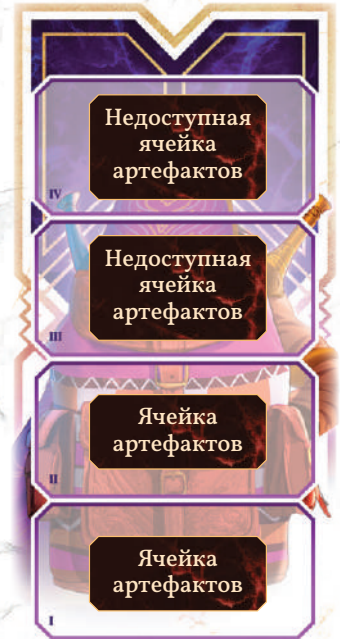 Недоступная
ячейка
артефактов
IV
Недоступная
ячейка
артефактов
III
Ячейка
артефактов
II
Ячейка
артефактов
I